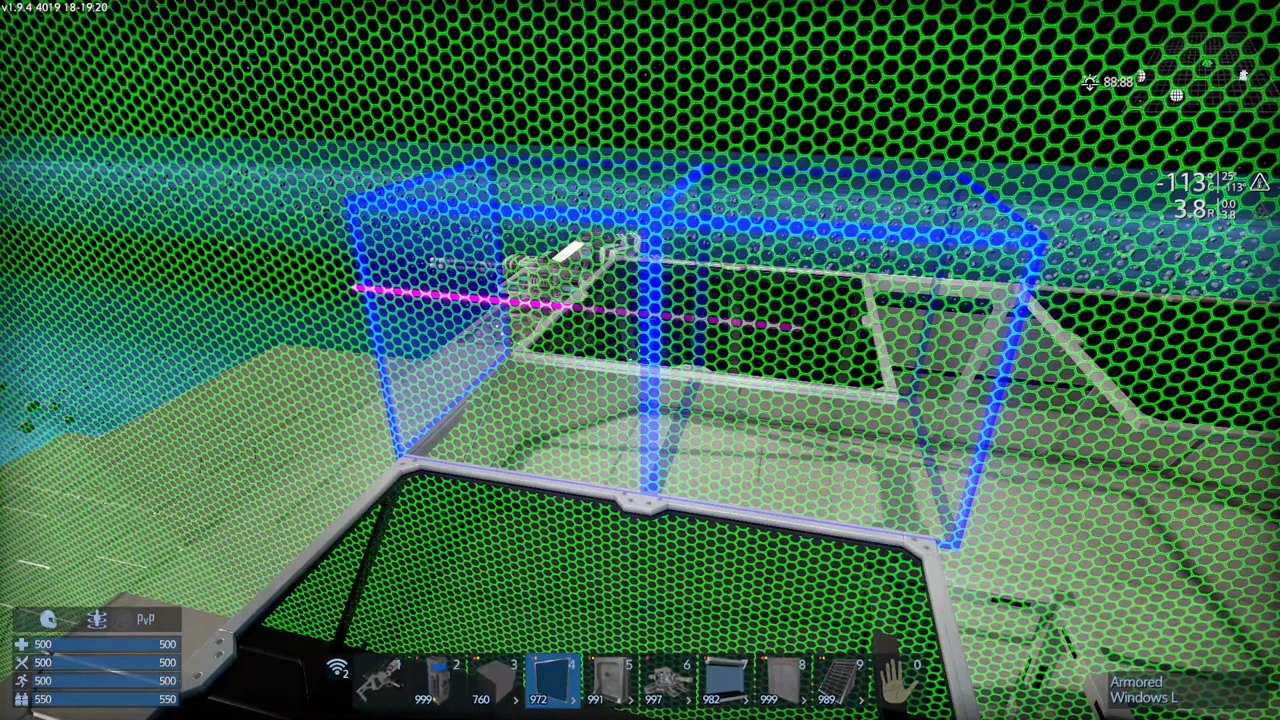 v1.9.4 4019 18-19:20
88.88
-113°C 25° -113°
3.8R 0.0 -3.8
PvP
500 500
500 500
500 500
550 550
2
2 3 4 5 6 7 8 9 0
999 760 972 991 997 982 999 989
Armored
Windows L